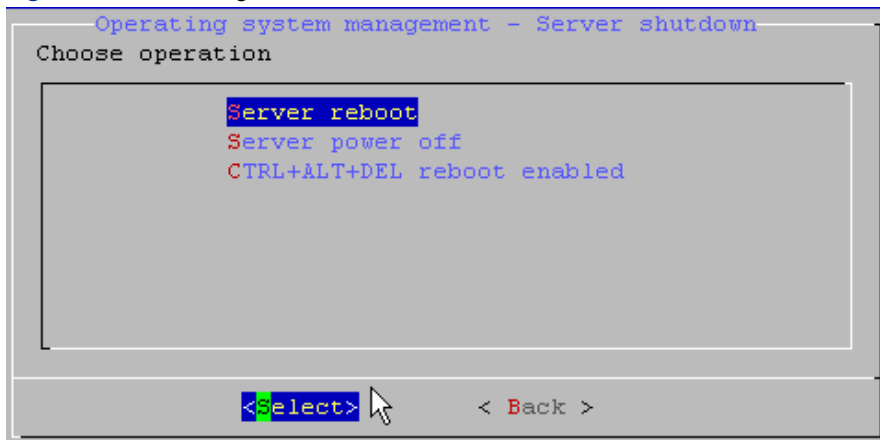 Operating system management - Server shutdown
Choose operation
Server reboot
Server power off
CTRL+ALT+DEL reboot enabled
<Select> < Back >